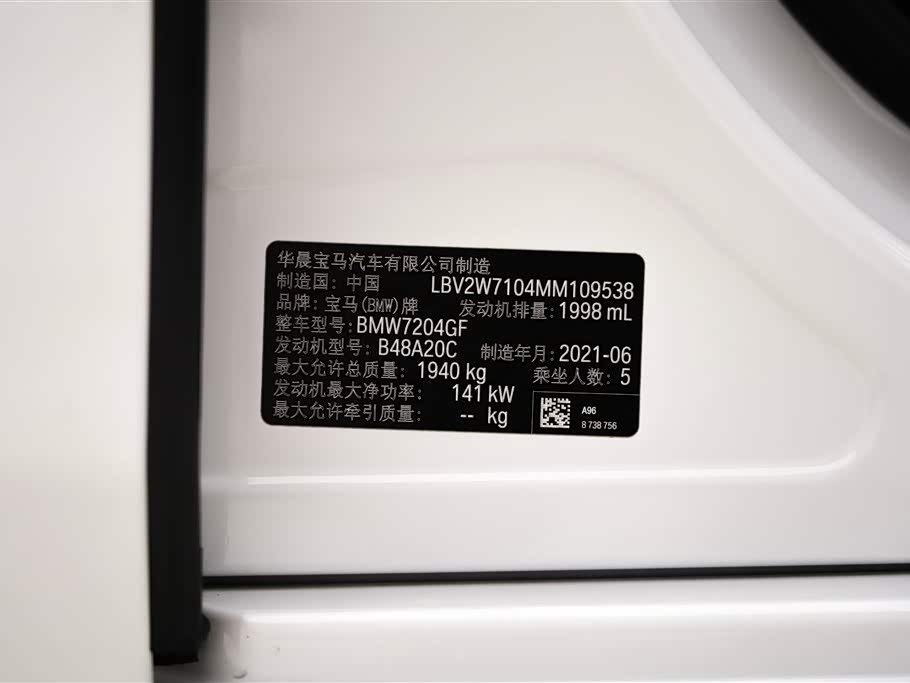 华晨宝马汽车有限公司制造
制造国：中国 LBV2W7104MM109538
品牌：宝马(BMW)牌 发动机排量：1998 mL
整车型号：BMW7204GF
发动机型号：B48A20C 制造年月：2021-06
最大允许总质量：1940 kg 乘坐人数：5
发动机最大净功率：141 kW
最大允许牵引质量：-- kg
A96
8 738 756